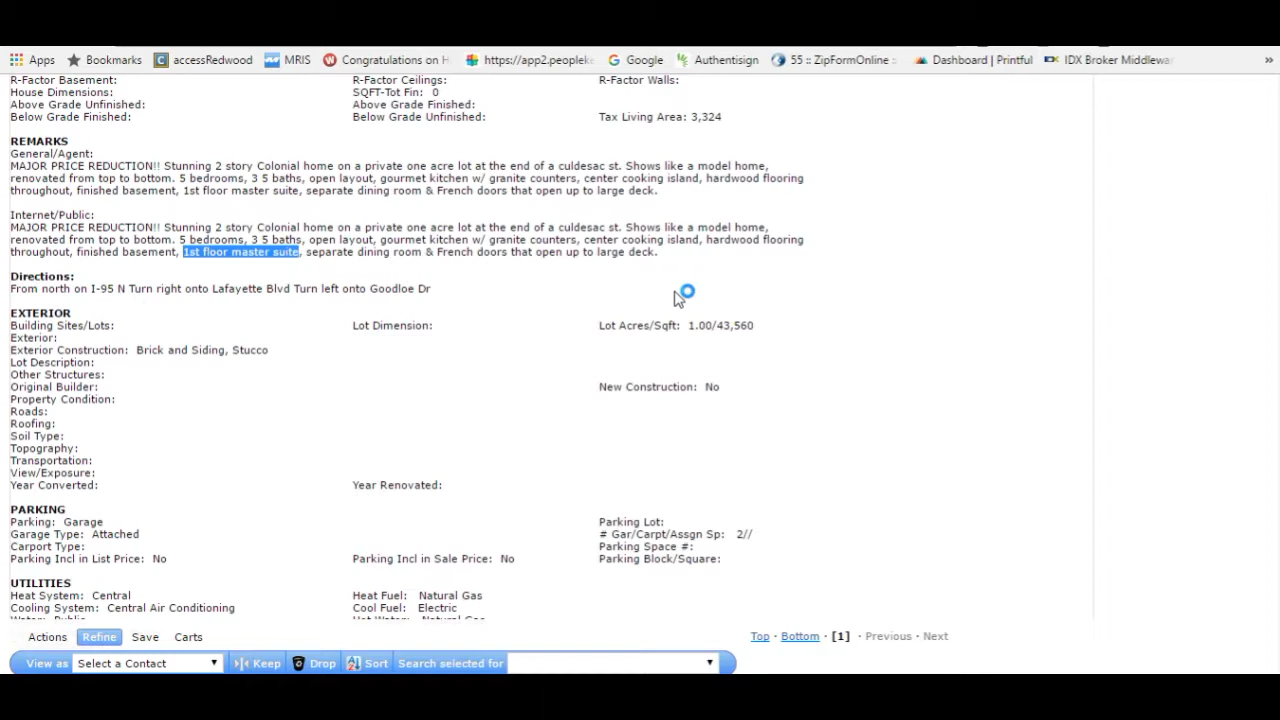 Apps Bookmarks accessRedwood MRIS Congratulations on H https://app2.peopleke Google Authentisign 55 :: ZipFormOnline : Dashboard | Printful IDX Broker Middlewar »
R-Factor Basement: R-Factor Ceilings: R-Factor Walls:
House Dimensions: SQFT-Tot Fin: 0
Above Grade Unfinished: Above Grade Finished:
Below Grade Finished: Below Grade Unfinished: Tax Living Area: 3,324
REMARKS
General/Agent:
MAJOR PRICE REDUCTION!! Stunning 2 story Colonial home on a private one acre lot at the end of a culdesac st. Shows like a model home,
renovated from top to bottom. 5 bedrooms, 3 5 baths, open layout, gourmet kitchen w/ granite counters, center cooking island, hardwood flooring
throughout, finished basement, 1st floor master suite, separate dining room & French doors that open up to large deck.
Internet/Public:
MAJOR PRICE REDUCTION!! Stunning 2 story Colonial home on a private one acre lot at the end of a culdesac st. Shows like a model home,
renovated from top to bottom. 5 bedrooms, 3 5 baths, open layout, gourmet kitchen w/ granite counters, center cooking island, hardwood flooring
throughout, finished basement, 1st floor master suite, separate dining room & French doors that open up to large deck.
Directions:
From north on I-95 N Turn right onto Lafayette Blvd Turn left onto Goodloe Dr
EXTERIOR
Building Sites/Lots: Lot Dimension: Lot Acres/Sqft: 1.00/43,560
Exterior:
Exterior Construction: Brick and Siding, Stucco
Lot Description:
Other Structures:
Original Builder: New Construction: No
Property Condition:
Roads:
Roofing:
Soil Type:
Topography:
Transportation:
View/Exposure:
Year Converted: Year Renovated:
PARKING
Parking: Garage Parking Lot:
Garage Type: Attached # Gar/Carpt/Assgn Sp: 2//
Carport Type: Parking Space #:
Parking Incl in List Price: No Parking Incl in Sale Price: No Parking Block/Square:
UTILITIES
Heat System: Central Heat Fuel: Natural Gas
Cooling System: Central Air Conditioning Cool Fuel: Electric
Water: Public Hot Water: Natural Gas
Actions Refine Save Carts Top · Bottom · [1] · Previous · Next
View as Select a Contact Keep Drop Sort Search selected for